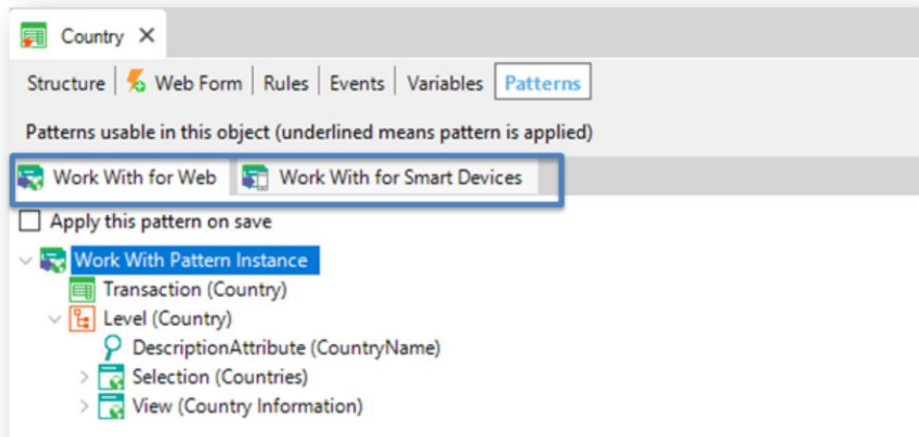 Country
Structure Web Form Rules Events Variables Patterns
Patterns usable in this object (underlined means pattern is applied)
Work With for Web Work With for Smart Devices
Apply this pattern on save
Work With Pattern Instance
Transaction (Country)
Level (Country)
DescriptionAttribute (CountryName)
Selection (Countries)
View (Country Information)